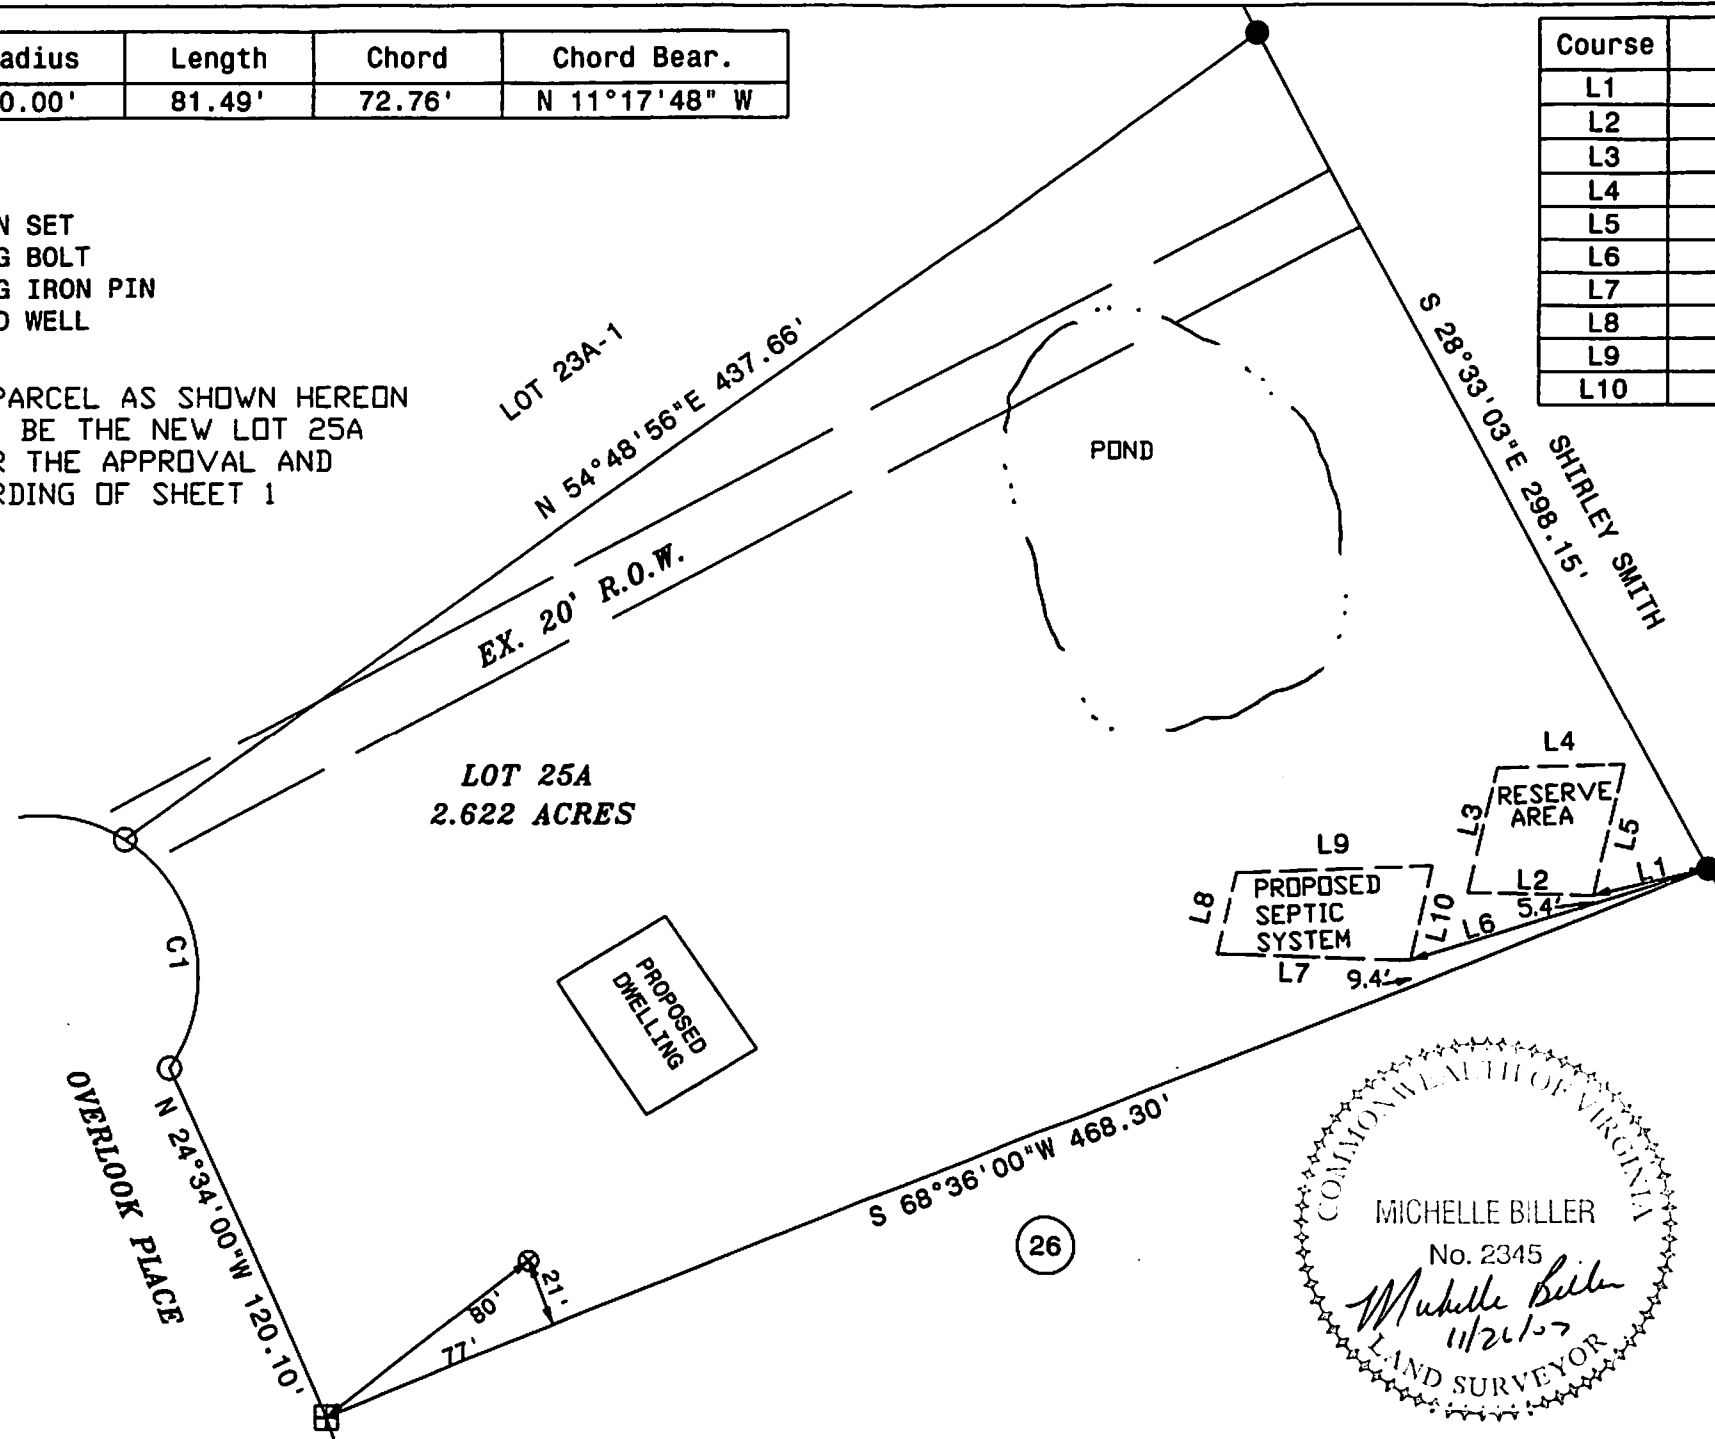 adius Length Chord Chord Bear.
0.00' 81.49' 72.76' N 11°17'48" W
Course
L1
L2
L3
L4
L5
L6
L7
L8
L9
L10
N SET
G BOLT
G IRON PIN
D WELL
PARCEL AS SHOWN HEREON
BE THE NEW LOT 25A
R THE APPROVAL AND
RDING OF SHEET 1
LOT 23A-1
N 54°48'56"E 437.66'
EX. 20' R.O.W.
POND
S 28°33'03"E 298.15'
SHIRLEY SMITH
LOT 25A
2.622 ACRES
L4
L3
RESERVE
AREA
L5
L2
L1
5.4'
L9
L8
PROPOSED
SEPTIC
SYSTEM
L10
L6
L7
9.4'
C1
PROPOSED
DWELLING
OVERLOOK PLACE
N 24°34'00"W 120.10'
S 68°36'00"W 468.30'
80'
21'
77'
26
COMMONWEALTH OF VIRGINIA
MICHELLE BILLER
No. 2345
Michelle Biller
11/26/07
LAND SURVEYOR